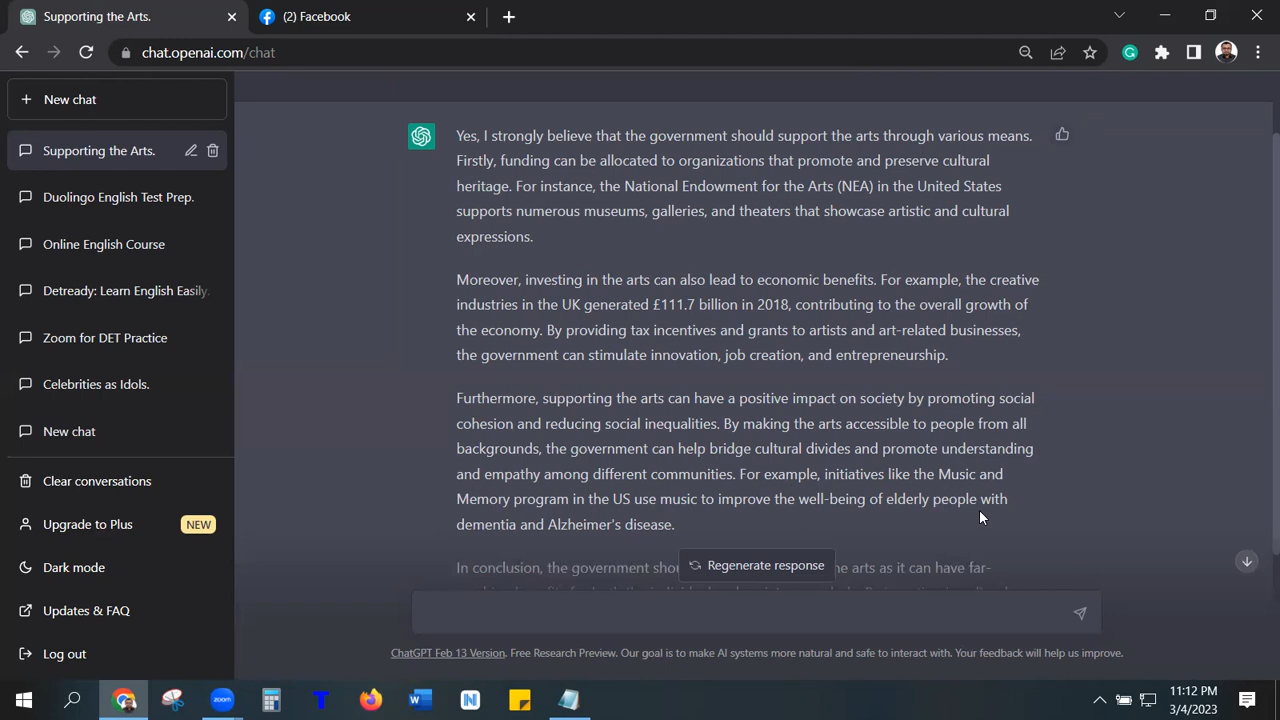 Supporting the Arts.
(2) Facebook
chat.openai.com/chat
New chat
Supporting the Arts.
Duolingo English Test Prep.
Online English Course
Detready: Learn English Easily.
Zoom for DET Practice
Celebrities as Idols.
New chat
Clear conversations
Upgrade to Plus NEW
Dark mode
Updates & FAQ
Log out
Yes, I strongly believe that the government should support the arts through various means.
Firstly, funding can be allocated to organizations that promote and preserve cultural
heritage. For instance, the National Endowment for the Arts (NEA) in the United States
supports numerous museums, galleries, and theaters that showcase artistic and cultural
expressions.
Moreover, investing in the arts can also lead to economic benefits. For example, the creative
industries in the UK generated £111.7 billion in 2018, contributing to the overall growth of
the economy. By providing tax incentives and grants to artists and art-related businesses,
the government can stimulate innovation, job creation, and entrepreneurship.
Furthermore, supporting the arts can have a positive impact on society by promoting social
cohesion and reducing social inequalities. By making the arts accessible to people from all
backgrounds, the government can help bridge cultural divides and promote understanding
and empathy among different communities. For example, initiatives like the Music and
Memory program in the US use music to improve the well-being of elderly people with
dementia and Alzheimer's disease.
In conclusion, the government shou
Regenerate response
he arts as it can have far-
ChatGPT Feb 13 Version. Free Research Preview. Our goal is to make AI systems more natural and safe to interact with. Your feedback will help us improve.
11:12 PM
3/4/2023